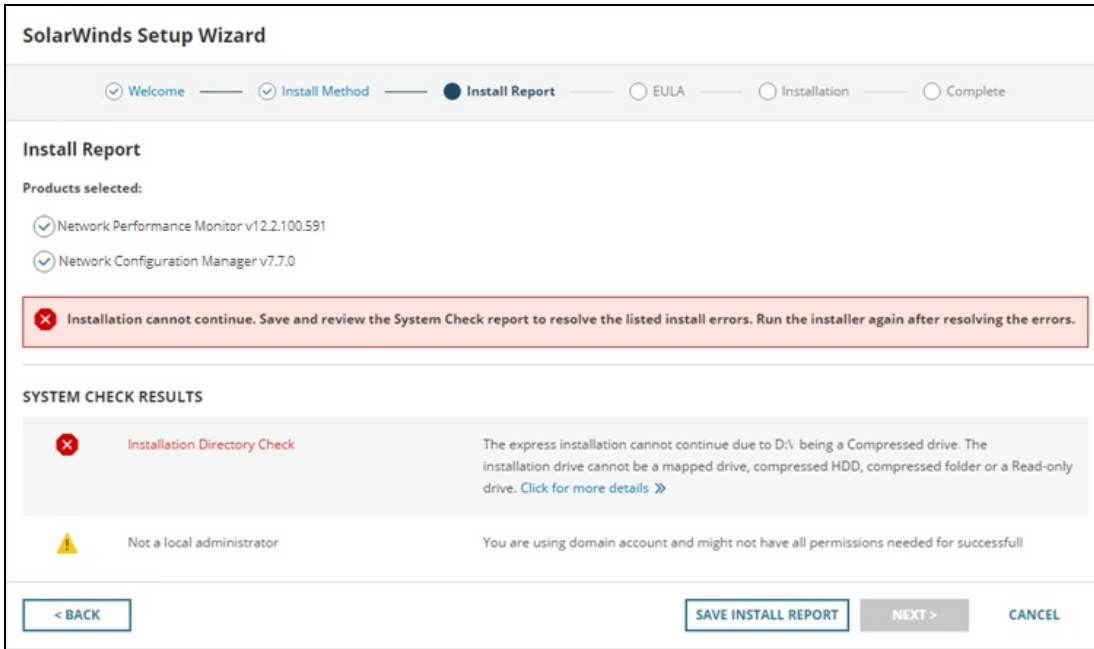 SolarWinds Setup Wizard
Welcome Install Method Install Report EULA Installation Complete
Install Report
Products selected:
Network Performance Monitor v12.2.100.591
Network Configuration Manager v7.7.0
Installation cannot continue. Save and review the System Check report to resolve the listed install errors. Run the installer again after resolving the errors.
SYSTEM CHECK RESULTS
Installation Directory Check
The express installation cannot continue due to D:\ being a Compressed drive. The
installation drive cannot be a mapped drive, compressed HDD, compressed folder or a Read-only
drive. Click for more details »
Not a local administrator
You are using domain account and might not have all permissions needed for successfull
< BACK
SAVE INSTALL REPORT
NEXT >
CANCEL